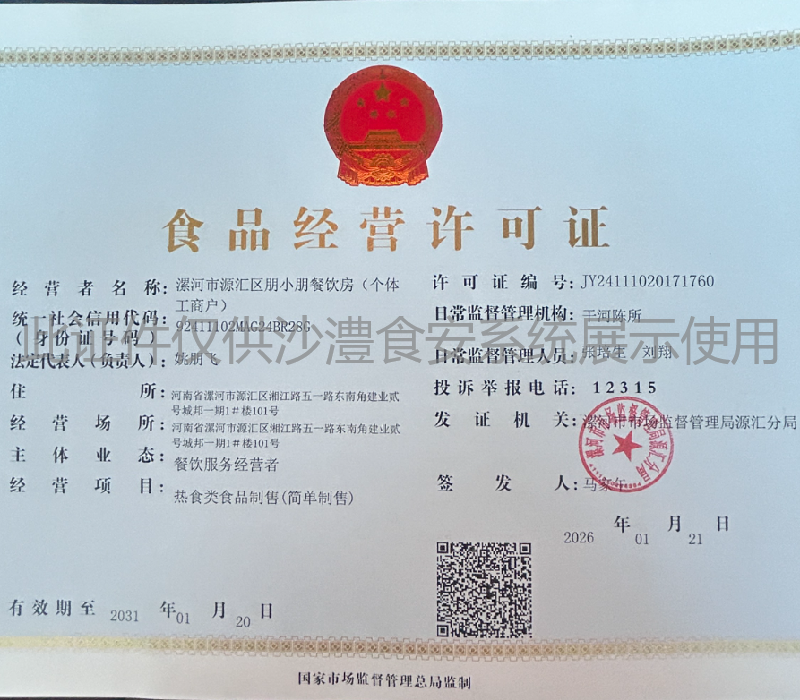 食品经营许可证
经营者名称：漯河市源汇区朋小朋餐饮房（个体
工商户）
统一社会信用代码：
（身份证号码）92411102MAG24BR28G
法定代表人（负责人）：姚朋飞
住所：河南省漯河市源汇区湘江路五一路东南角建业贰
号城邦一期1#楼101号
经营场所：河南省漯河市源汇区湘江路五一路东南角建业贰
号城邦一期1#楼101号
主体业态：餐饮服务经营者
经营项目：热食类食品制售(简单制售)
有效期至 2031 年 01 月 20 日
许可证编号：JY24111020171760
日常监督管理机构：干河陈所
日常监督管理人员：张培生 刘翔
投诉举报电话：12315
发证机关：漯河市市场监督管理局源汇分局
签发人：
2026 年 01 月 21 日
此证件仅供沙澧食安系统展示使用
国家市场监督管理总局监制